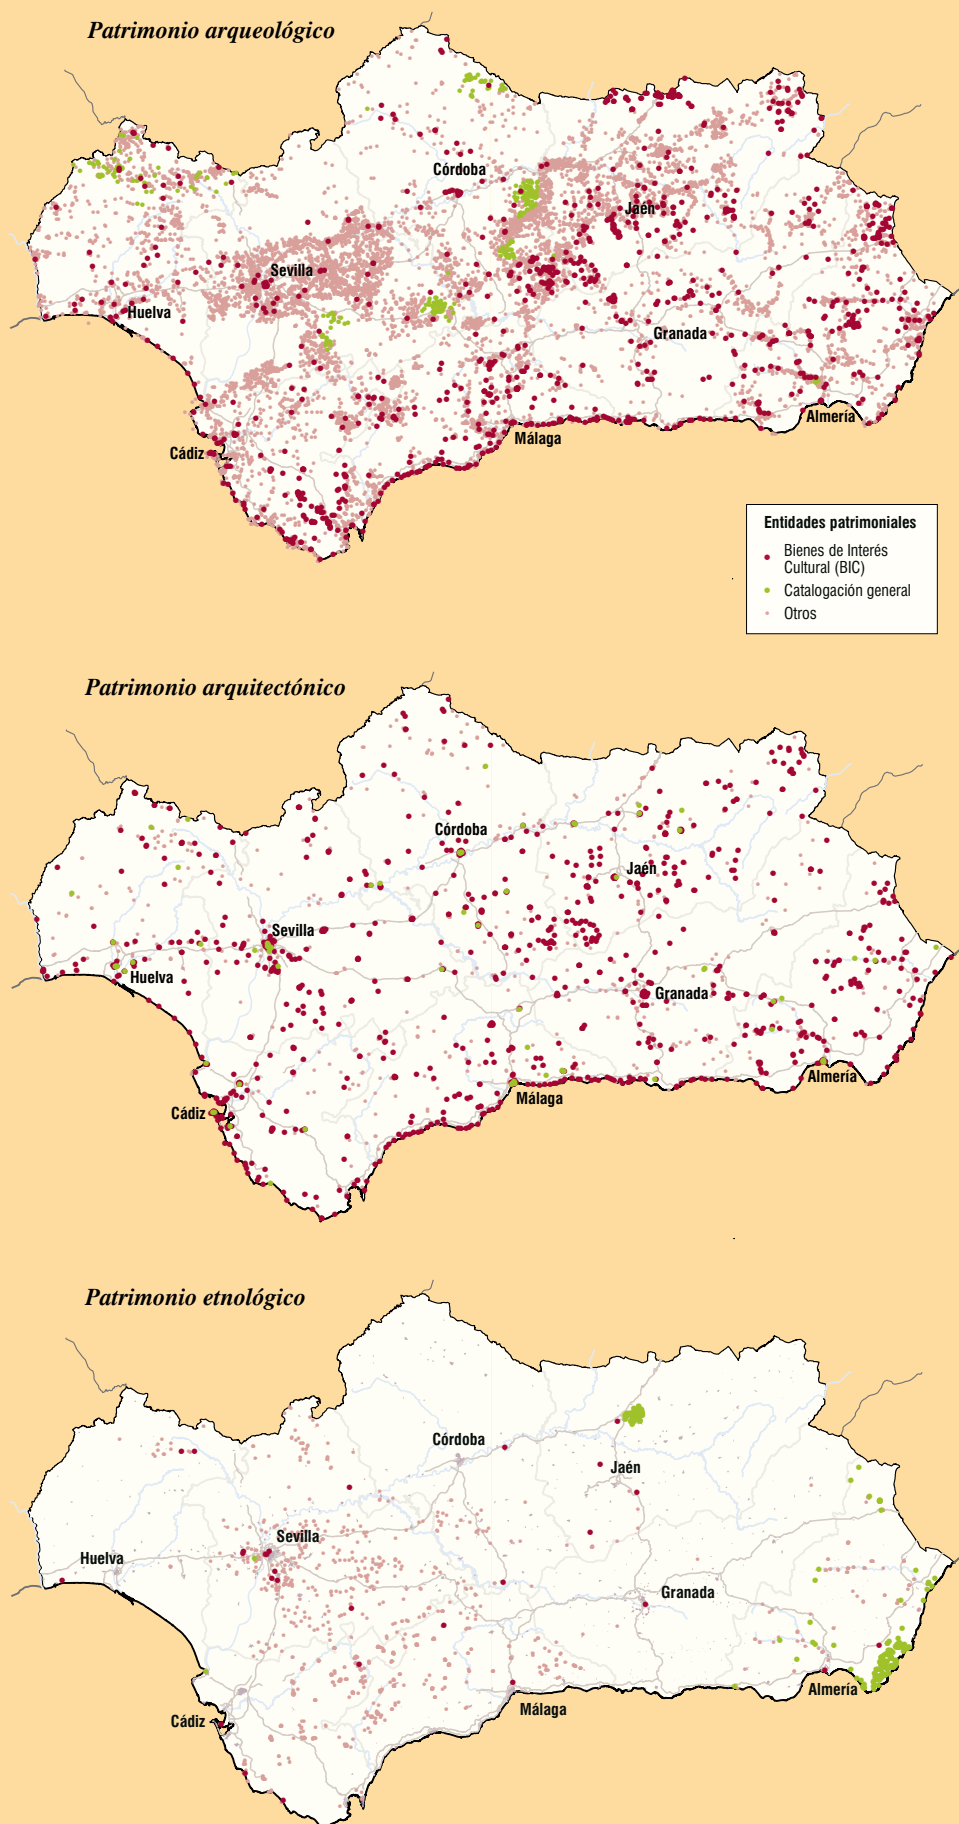 Patrimonio arqueológico
Córdoba
Jaén
Sevilla
Huelva
Granada
Almería
Málaga
Cádiz
Entidades patrimoniales
Bienes de Interés
Cultural (BIC)
Catalogación general
Otros
Patrimonio arquitectónico
Córdoba
Jaén
Sevilla
Huelva
Granada
Almería
Málaga
Cádiz
Patrimonio etnológico
Córdoba
Jaén
Sevilla
Huelva
Granada
Almería
Málaga
Cádiz